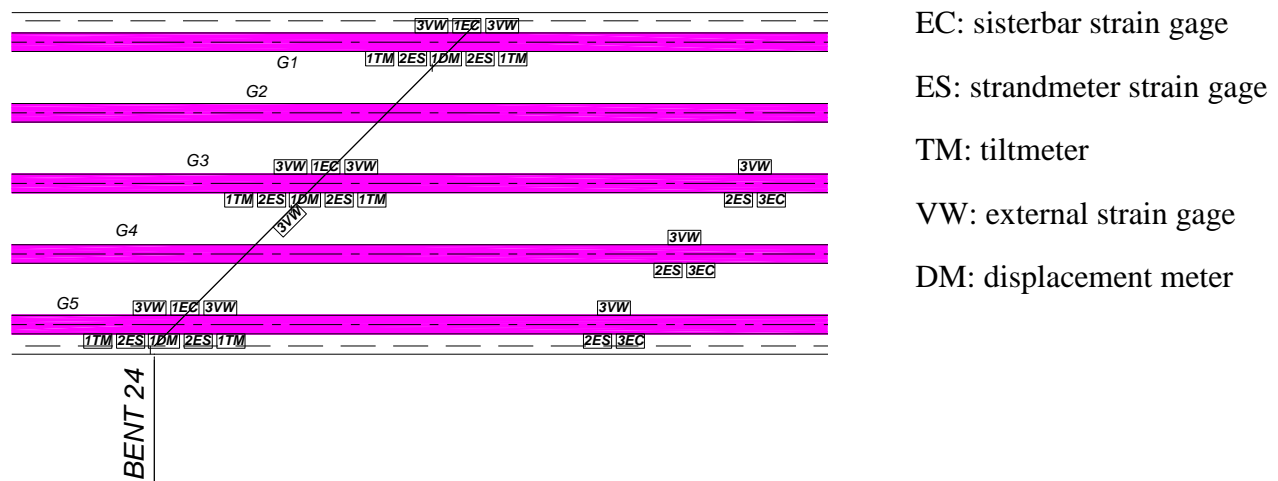 3VW 1EC 3VW
1TM 2ES 1DM 2ES 1TM
G1
G2
G3
3VW 1EC 3VW
3VW
1TM 2ES 1DM 2ES 1TM
2ES 3EC
3VW
G4
3VW
2ES 3EC
G5
3VW 1EC 3VW
3VW
1TM 2ES 1DM 2ES 1TM
2ES 3EC
BENT 24
EC: sisterbar strain gage
ES: strandmeter strain gage
TM: tiltmeter
VW: external strain gage
DM: displacement meter